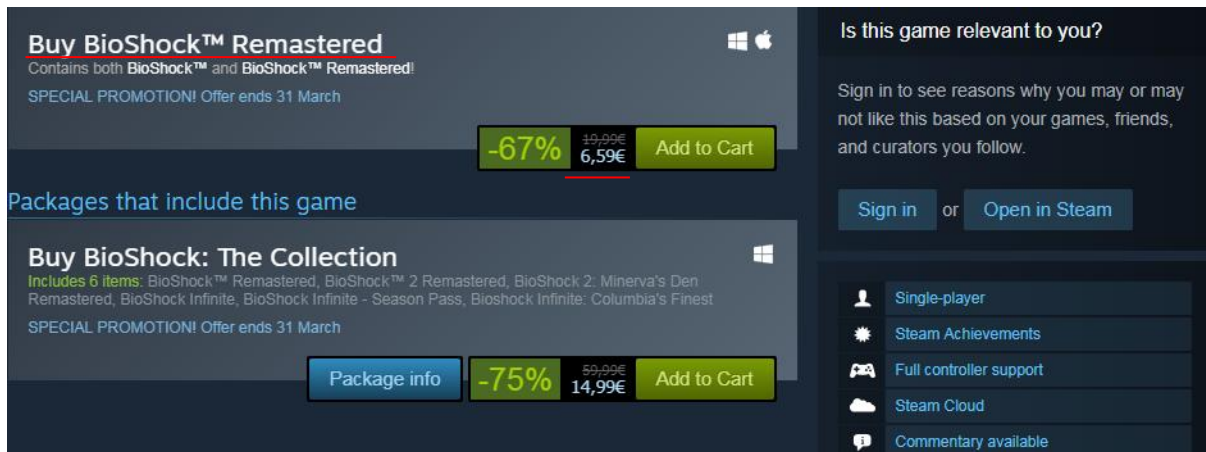 Buy BioShock™ Remastered
Contains both BioShock™ and BioShock™ Remastered!
SPECIAL PROMOTION! Offer ends 31 March
-67%
19,99€
6,59€
Add to Cart
Packages that include this game
Buy BioShock: The Collection
Includes 6 items: BioShock™ Remastered, BioShock™ 2 Remastered, BioShock 2: Minerva's Den
Remastered, BioShock Infinite, BioShock Infinite - Season Pass, Bioshock Infinite: Columbia's Finest
SPECIAL PROMOTION! Offer ends 31 March
Package info
-75%
59,99€
14,99€
Add to Cart
Is this game relevant to you?
Sign in to see reasons why you may or may
not like this based on your games, friends,
and curators you follow.
Sign in or Open in Steam
Single-player
Steam Achievements
Full controller support
Steam Cloud
Commentary available